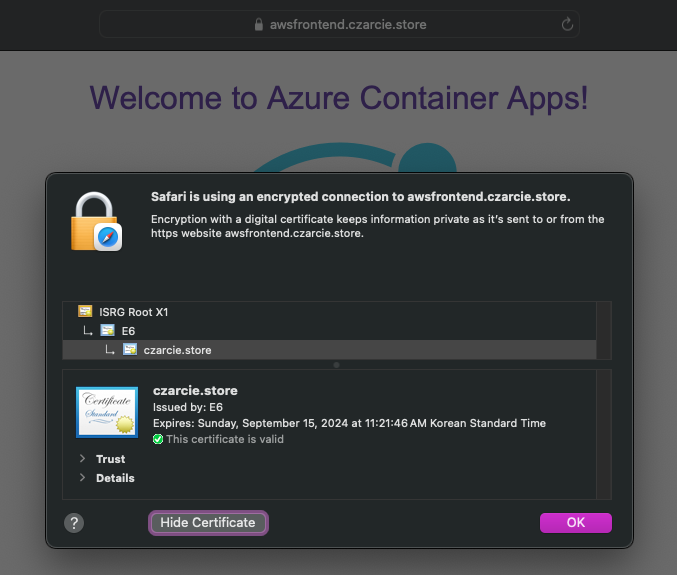 awsfrontend.czarcie.store
Welcome to Azure Container Apps!
Safari is using an encrypted connection to awsfrontend.czarcie.store.
Encryption with a digital certificate keeps information private as it's sent to or from the
https website awsfrontend.czarcie.store.
ISRG Root X1
E6
czarcie.store
Certificate
Standard
czarcie.store
Issued by: E6
Expires: Sunday, September 15, 2024 at 11:21:46 AM Korean Standard Time
This certificate is valid
Trust
Details
?
Hide Certificate
OK